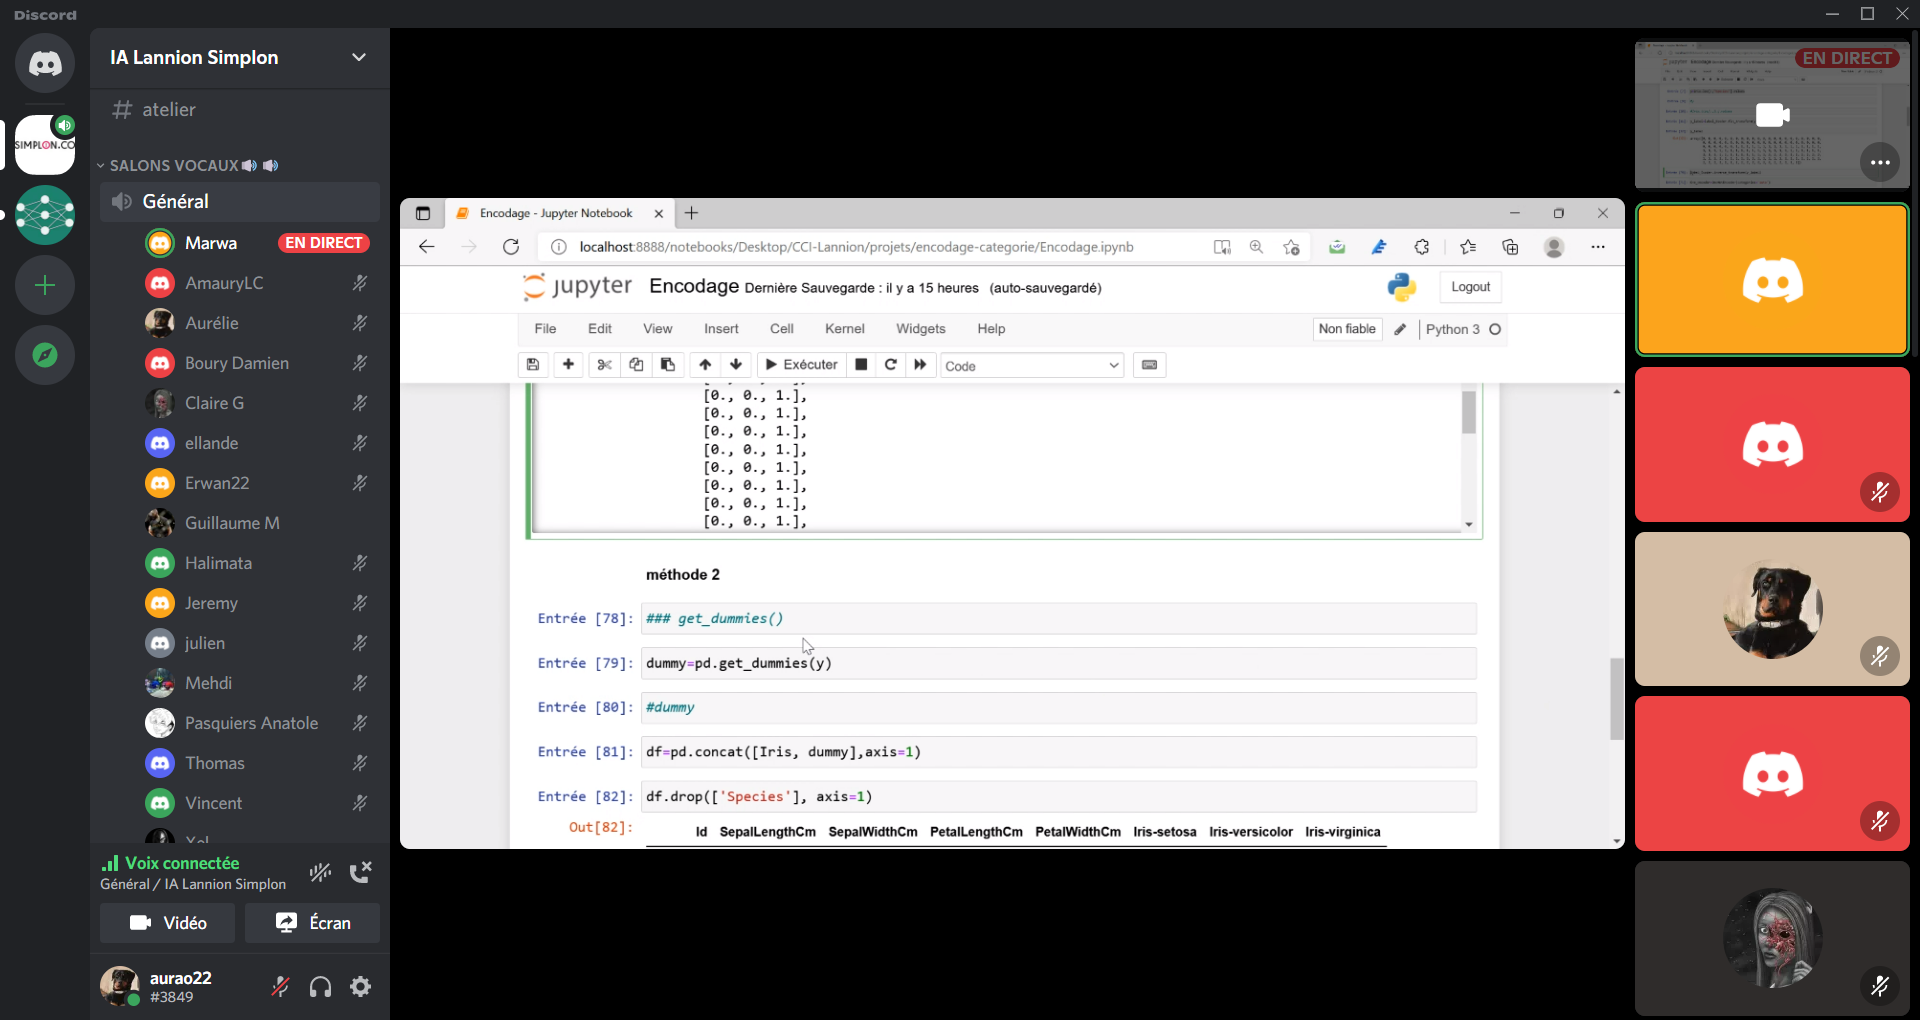 Discord
IA Lannion Simplon
# atelier
SIMPLON.CO
SALONS VOCAUX
Général
Marwa
EN DIRECT
AmauryLC
Aurélie
Boury Damien
Claire G
ellande
Erwan22
Guillaume M
Halimata
Jeremy
julien
Mehdi
Pasquiers Anatole
Thomas
Vincent
Voix connectée
Général / IA Lannion Simplon
Vidéo
Écran
aurao22
#3849
Encodage - Jupyter Notebook
localhost:8888/notebooks/Desktop/CCI-Lannion/projets/encodage-categorie/Encodage.ipynb
jupyter Encodage Dernière Sauvegarde : il y a 15 heures (auto-sauvegardé)
Logout
File Edit View Insert Cell Kernel Widgets Help
Non fiable
Python 3
Exécuter
Code
[0., 0., 1.],
[0., 0., 1.],
[0., 0., 1.],
[0., 0., 1.],
[0., 0., 1.],
[0., 0., 1.],
[0., 0., 1.],
[0., 0., 1.],
méthode 2
Entrée [78]: ### get_dummies()
Entrée [79]: dummy=pd.get_dummies(y)
Entrée [80]: #dummy
Entrée [81]: df=pd.concat([Iris, dummy],axis=1)
Entrée [82]: df.drop(['Species'], axis=1)
Out[82]:
Id SepalLengthCm SepalWidthCm PetalLengthCm PetalWidthCm Iris-setosa Iris-versicolor Iris-virginica
EN DIRECT